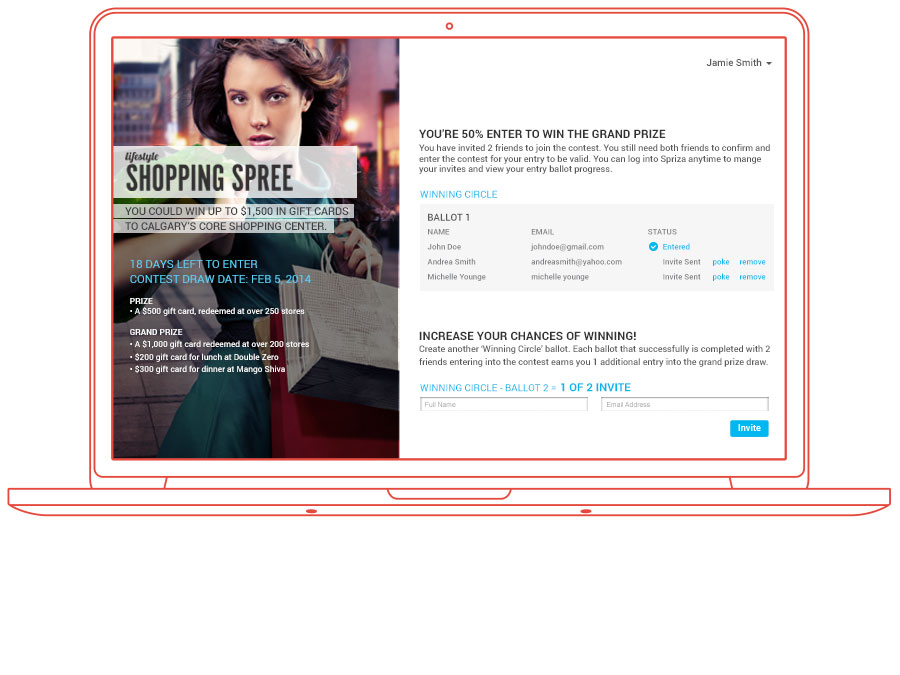 lifestyle
SHOPPING SPREE
YOU COULD WIN UP TO $1,500 IN GIFT CARDS
TO CALGARY'S CORE SHOPPING CENTER.
18 DAYS LEFT TO ENTER
CONTEST DRAW DATE: FEB 5, 2014
PRIZE
• A $500 gift card, redeemed at over 250 stores
GRAND PRIZE
• A $1,000 gift card redeemed at over 200 stores
• $200 gift card for lunch at Double Zero
• $300 gift card for dinner at Mango Shiva
Jamie Smith
YOU'RE 50% ENTER TO WIN THE GRAND PRIZE
You have invited 2 friends to join the contest. You still need both friends to confirm and
enter the contest for your entry to be valid. You can log into Spriza anytime to mange
your invites and view your entry ballot progress.
WINNING CIRCLE
BALLOT 1
NAME EMAIL STATUS
John Doe johndoe@gmail.com Entered
Andrea Smith andreasmith@yahoo.com Invite Sent poke remove
Michelle Younge michelle younge Invite Sent poke remove
INCREASE YOUR CHANCES OF WINNING!
Create another 'Winning Circle' ballot. Each ballot that successfully is completed with 2
friends entering into the contest earns you 1 additional entry into the grand prize draw.
WINNING CIRCLE - BALLOT 2 = 1 OF 2 INVITE
Full Name Email Address
Invite